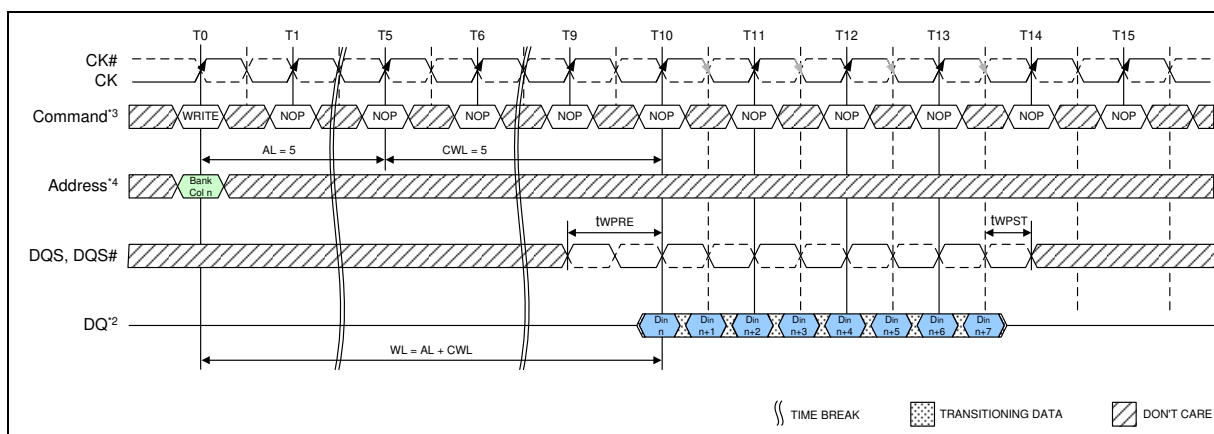 T0 T1 T5 T6 T9 T10 T11 T12 T13 T14 T15
CK#
CK
Command*3 WRITE NOP NOP NOP NOP NOP NOP NOP NOP NOP NOP
AL = 5 CWL = 5
Address*4 Bank
Col n
tWPRE tWPST
DQS, DQS#
DQ*2 Din Din Din Din Din Din Din Din
n n+1 n+2 n+3 n+4 n+5 n+6 n+7
WL = AL + CWL
TIME BREAK TRANSITIONING DATA DON'T CARE